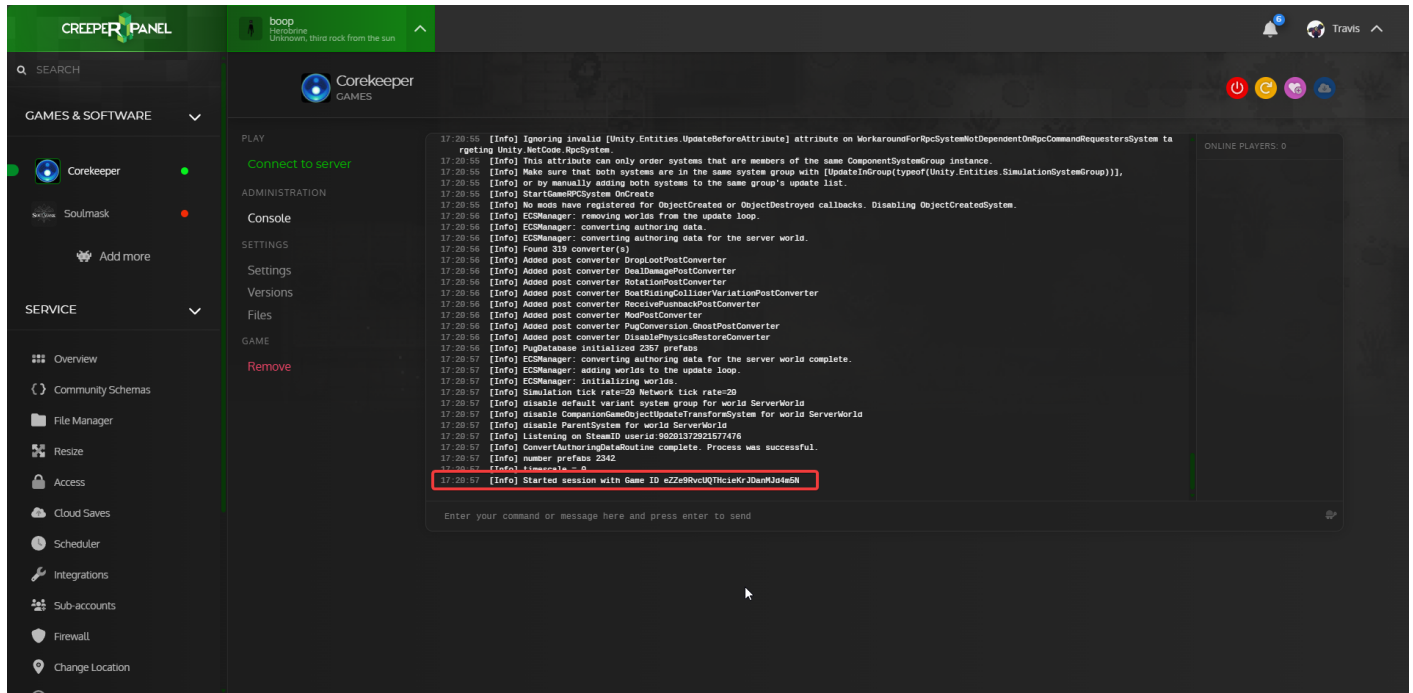 CREEPER PANEL
boop
Herobrine
Unknown, third rock from the sun
6
Travis
SEARCH
GAMES & SOFTWARE
Corekeeper
Soulmask
Add more
SERVICE
Overview
Community Schemas
File Manager
Resize
Access
Cloud Saves
Scheduler
Integrations
Sub-accounts
Firewall
Change Location
Corekeeper
GAMES
PLAY
Connect to server
ADMINISTRATION
Console
SETTINGS
Settings
Versions
Files
GAME
Remove
17:20:55 [Info] Ignoring invalid [Unity.Entities.UpdateBeforeAttribute] attribute on WorkaroundForRpcSystemNotDependentOnRpcCommandRequestersSystem ta
rgeting Unity.NetCode.RpcSystem.
17:20:55 [Info] This attribute can only order systems that are members of the same ComponentSystemGroup instance.
17:20:55 [Info] Make sure that both systems are in the same system group with [UpdateInGroup(typeof(Unity.Entities.SimulationSystemGroup))],
17:20:55 [Info] or by manually adding both systems to the same group's update list.
17:20:55 [Info] StartGameRPCSystem OnCreate
17:20:55 [Info] No mods have registered for ObjectCreated or ObjectDestroyed callbacks. Disabling ObjectCreatedSystem.
17:20:56 [Info] ECSManager: removing worlds from the update loop.
17:20:56 [Info] ECSManager: converting authoring data.
17:20:56 [Info] ECSManager: converting authoring data for the server world.
17:20:56 [Info] Found 319 converter(s)
17:20:56 [Info] Added post converter DropLootPostConverter
17:20:56 [Info] Added post converter DealDamagePostConverter
17:20:56 [Info] Added post converter RotationPostConverter
17:20:56 [Info] Added post converter BoatRidingColliderVariationPostConverter
17:20:56 [Info] Added post converter ReceivePushbackPostConverter
17:20:56 [Info] Added post converter ModPostConverter
17:20:56 [Info] Added post converter PugConversion.GhostPostConverter
17:20:56 [Info] Added post converter DisablePhysicsRestoreConverter
17:20:56 [Info] PugDatabase initialized 2357 prefabs
17:20:57 [Info] ECSManager: converting authoring data for the server world complete.
17:20:57 [Info] ECSManager: adding worlds to the update loop.
17:20:57 [Info] ECSManager: initializing worlds.
17:20:57 [Info] Simulation tick rate=20 Network tick rate=20
17:20:57 [Info] disable default variant system group for world ServerWorld
17:20:57 [Info] disable CompanionGameObjectUpdateTransformSystem for world ServerWorld
17:20:57 [Info] disable ParentSystem for world ServerWorld
17:20:57 [Info] Listening on SteamID userid:90201372921577476
17:20:57 [Info] ConvertAuthoringDataRoutine complete. Process was successful.
17:20:57 [Info] number prefabs 2342
17:20:57 [Info] timescale = 0
17:20:57 [Info] Started session with Game ID eZZe9RvcUQTHcieKrJDanMJd4m5N
Enter your command or message here and press enter to send
ONLINE PLAYERS: 0